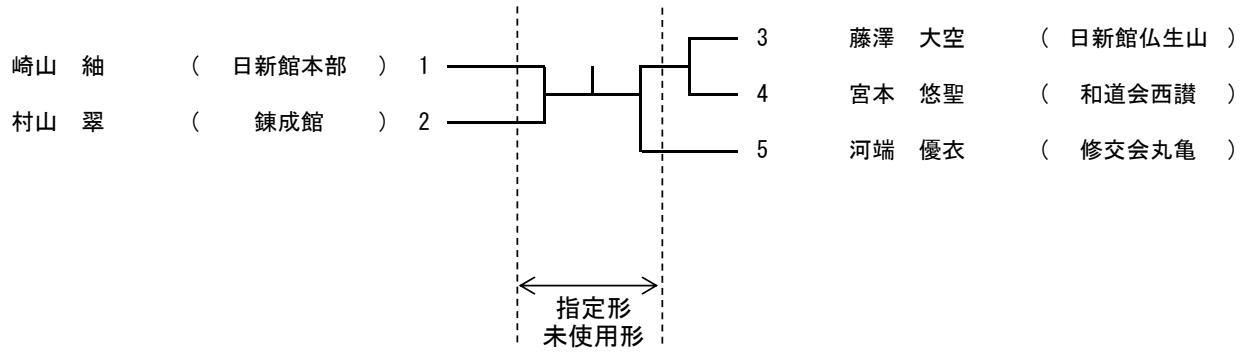 崎山　紬　（　日新館本部　）　1
村山　翠　（　錬成館　）　2
3　藤澤　大空　（　日新館仏生山　）
4　宮本　悠聖　（　和道会西讃　）
5　河端　優衣　（　修交会丸亀　）
指定形
未使用形